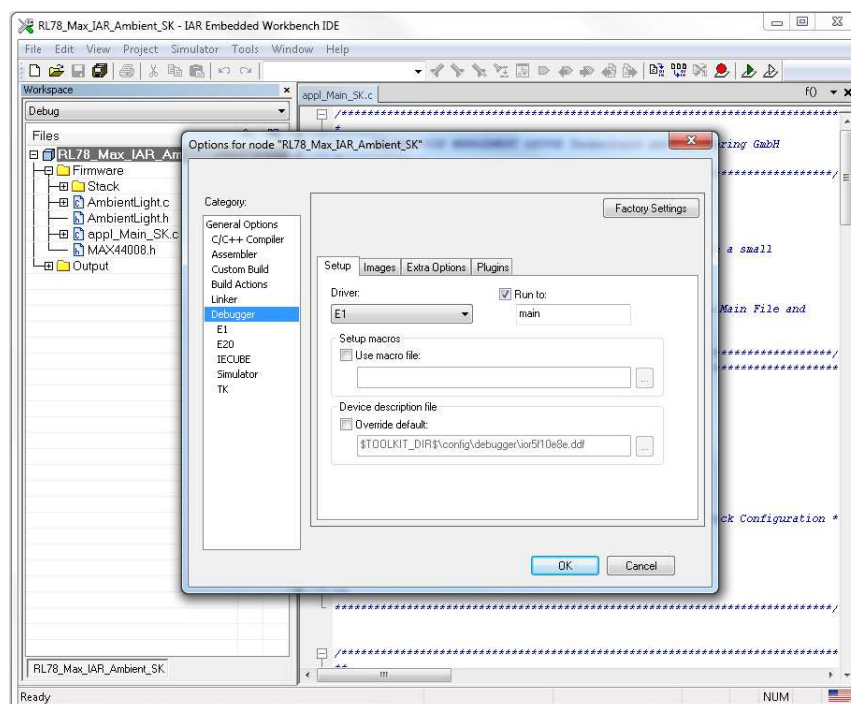 RL78_Max_IAR_Ambient_SK - IAR Embedded Workbench IDE
File Edit View Project Simulator Tools Window Help
Workspace
appl_Main_SK.c
f()
Debug
/*******
Files
Options for node "RL78_Max_IAR_Ambient_SK"
ring GmbH
RL78_Max_IAR_Am
Firmware
Stack
AmbientLight.c
AmbientLight.h
appl_Main_SK.c
MAX44008.h
Output
Category:
Factory Settings
General Options
C/C++ Compiler
Assembler
Custom Build
Build Actions
Linker
Debugger
E1
E20
IECUBE
Simulator
TK
a small
Setup Images Extra Options Plugins
Driver:
Run to:
E1
main
Main File and
Setup macros
Use macro file:
...
Device description file
Override default:
$TOOLKIT_DIR$\config\debugger\ior5f10e8e.ddf
...
ck Configuration *
OK Cancel
RL78_Max_IAR_Ambient_SK
Ready
NUM